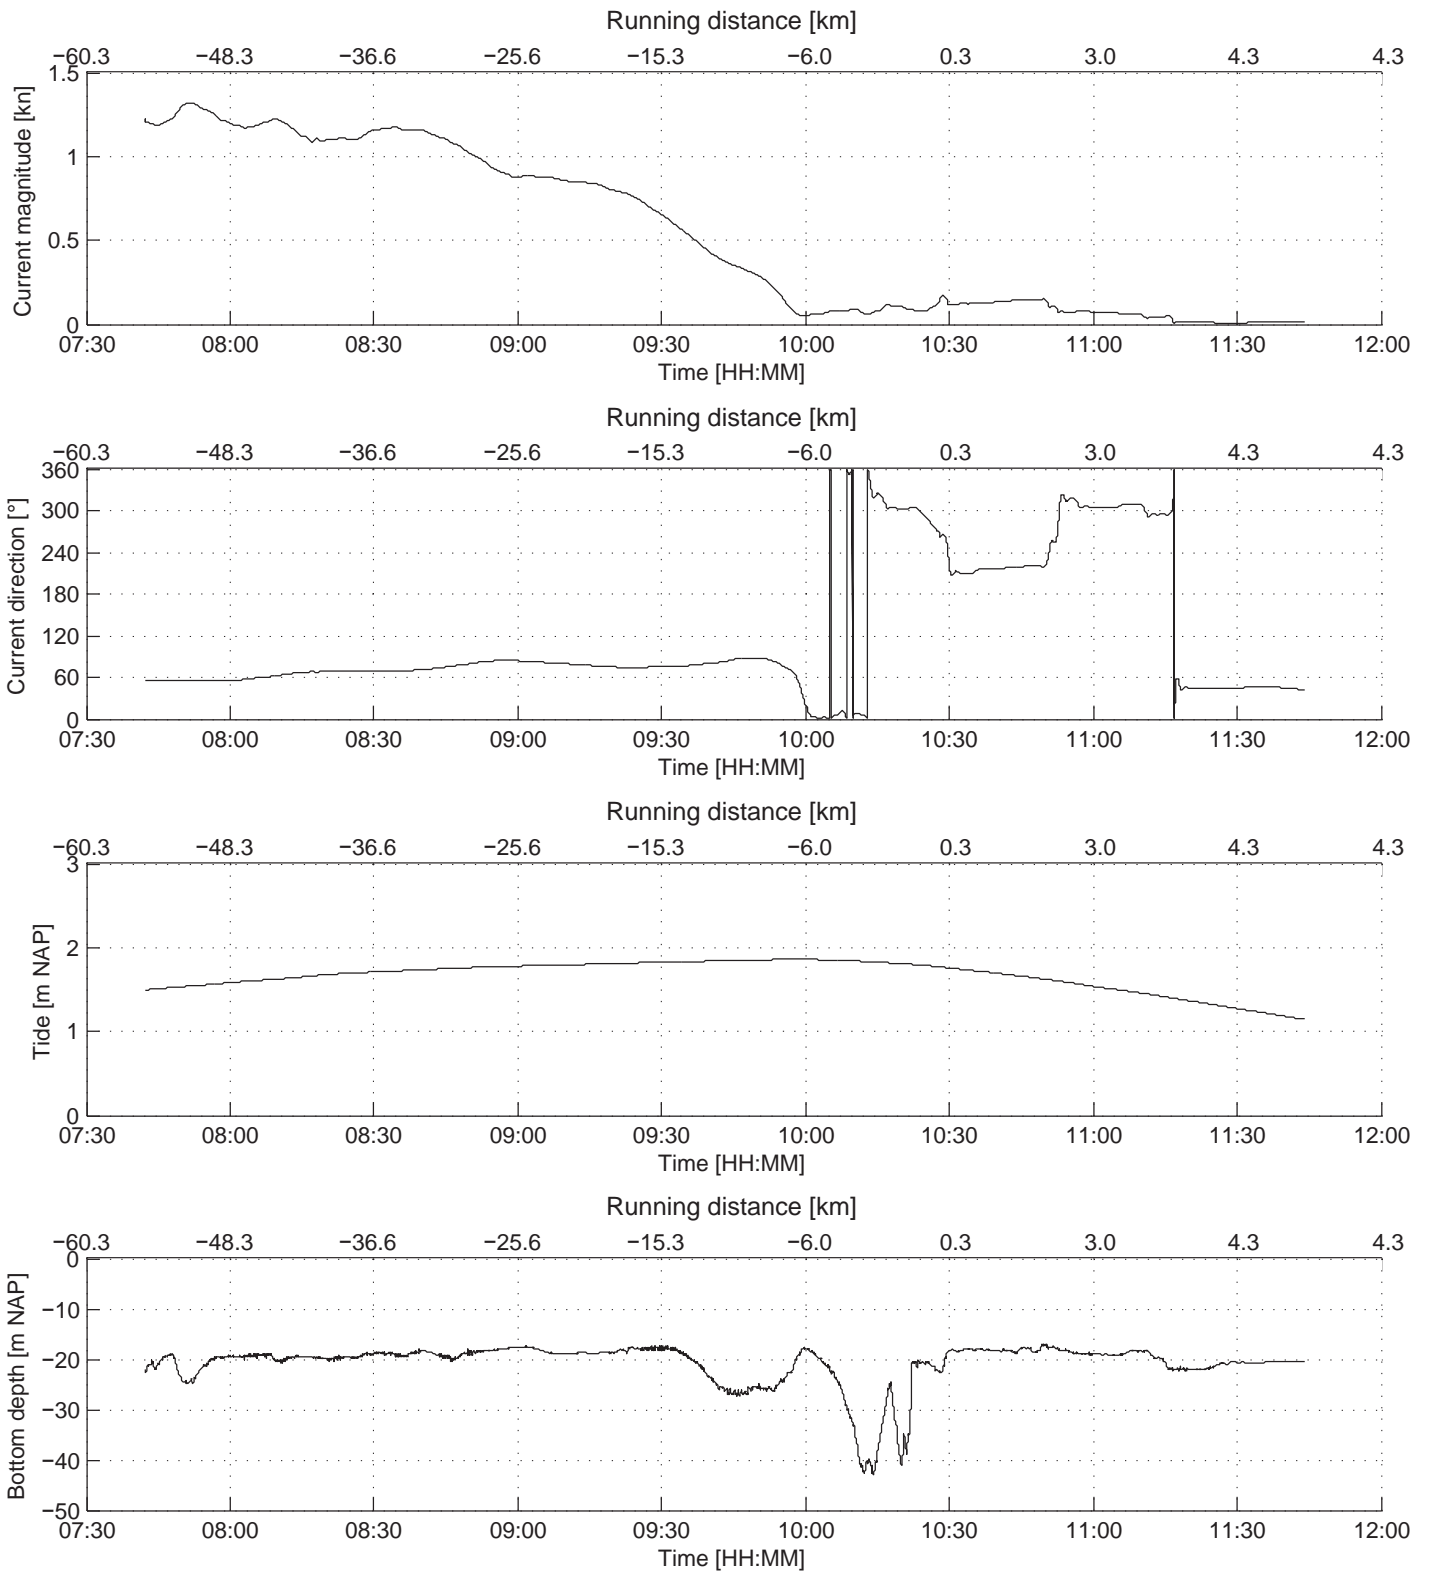 Running distance [km]
−60.3 −48.3 −36.6 −25.6 −15.3 −6.0 0.3 3.0 4.3 4.3
1.5
1
0.5
0
Current magnitude [kn]
07:30 08:00 08:30 09:00 09:30 10:00 10:30 11:00 11:30 12:00
Time [HH:MM]
Running distance [km]
−60.3 −48.3 −36.6 −25.6 −15.3 −6.0 0.3 3.0 4.3 4.3
360
300
240
180
120
60
0
Current direction [°]
07:30 08:00 08:30 09:00 09:30 10:00 10:30 11:00 11:30 12:00
Time [HH:MM]
Running distance [km]
−60.3 −48.3 −36.6 −25.6 −15.3 −6.0 0.3 3.0 4.3 4.3
3
2
1
0
Tide [m NAP]
07:30 08:00 08:30 09:00 09:30 10:00 10:30 11:00 11:30 12:00
Time [HH:MM]
Running distance [km]
−60.3 −48.3 −36.6 −25.6 −15.3 −6.0 0.3 3.0 4.3 4.3
0
−10
−20
−30
−40
−50
Bottom depth [m NAP]
07:30 08:00 08:30 09:00 09:30 10:00 10:30 11:00 11:30 12:00
Time [HH:MM]